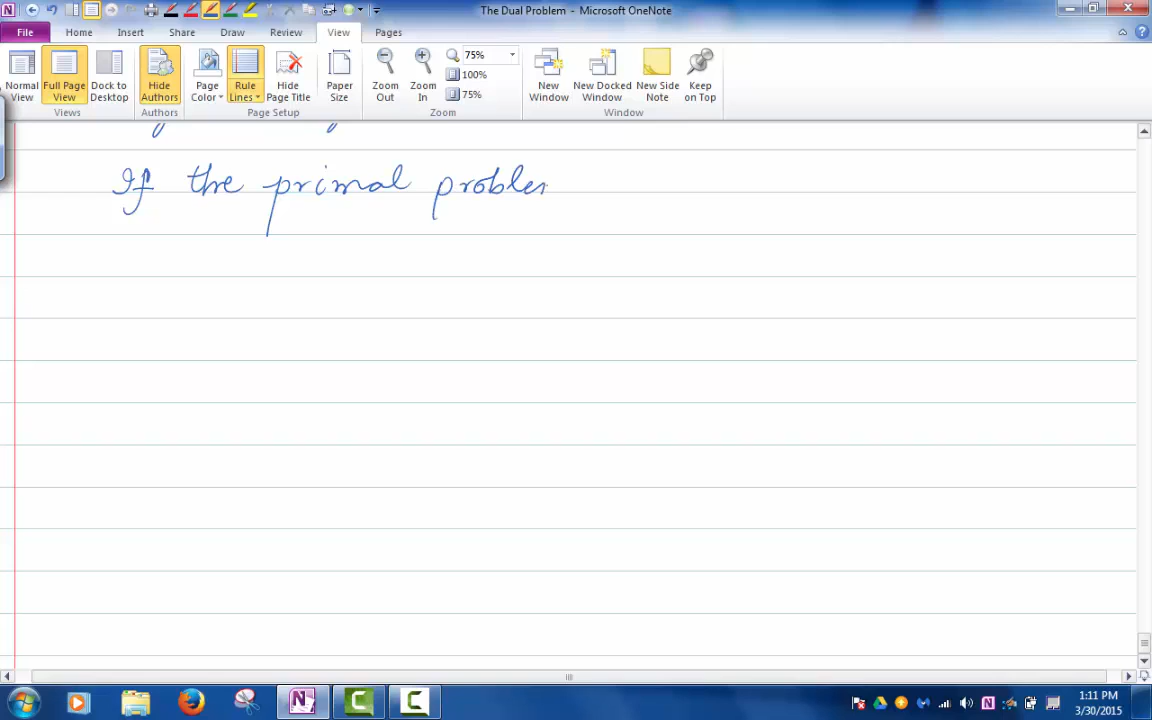 The Dual Problem - Microsoft OneNote
File Home Insert Share Draw Review View Pages
75%
100%
75%
Normal View
Full Page View
Dock to Desktop
Hide Authors
Page Color
Rule Lines
Hide Page Title
Paper Size
Zoom Out
Zoom In
New Window
New Docked Window
New Side Note
Keep on Top
Views Authors Page Setup Zoom Window
If the primal problem
1:11 PM
3/30/2015